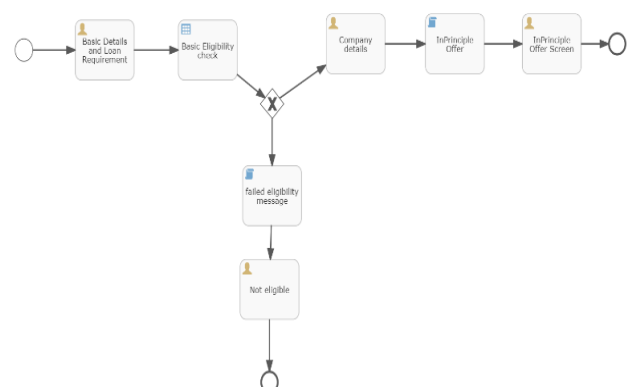 Basic Details
and Loan
Requirement
Basic Eligibility
check
Company
details
InPrinciple
Offer
InPrinciple
Offer Screen
X
failed eligibility
message
Not eligible